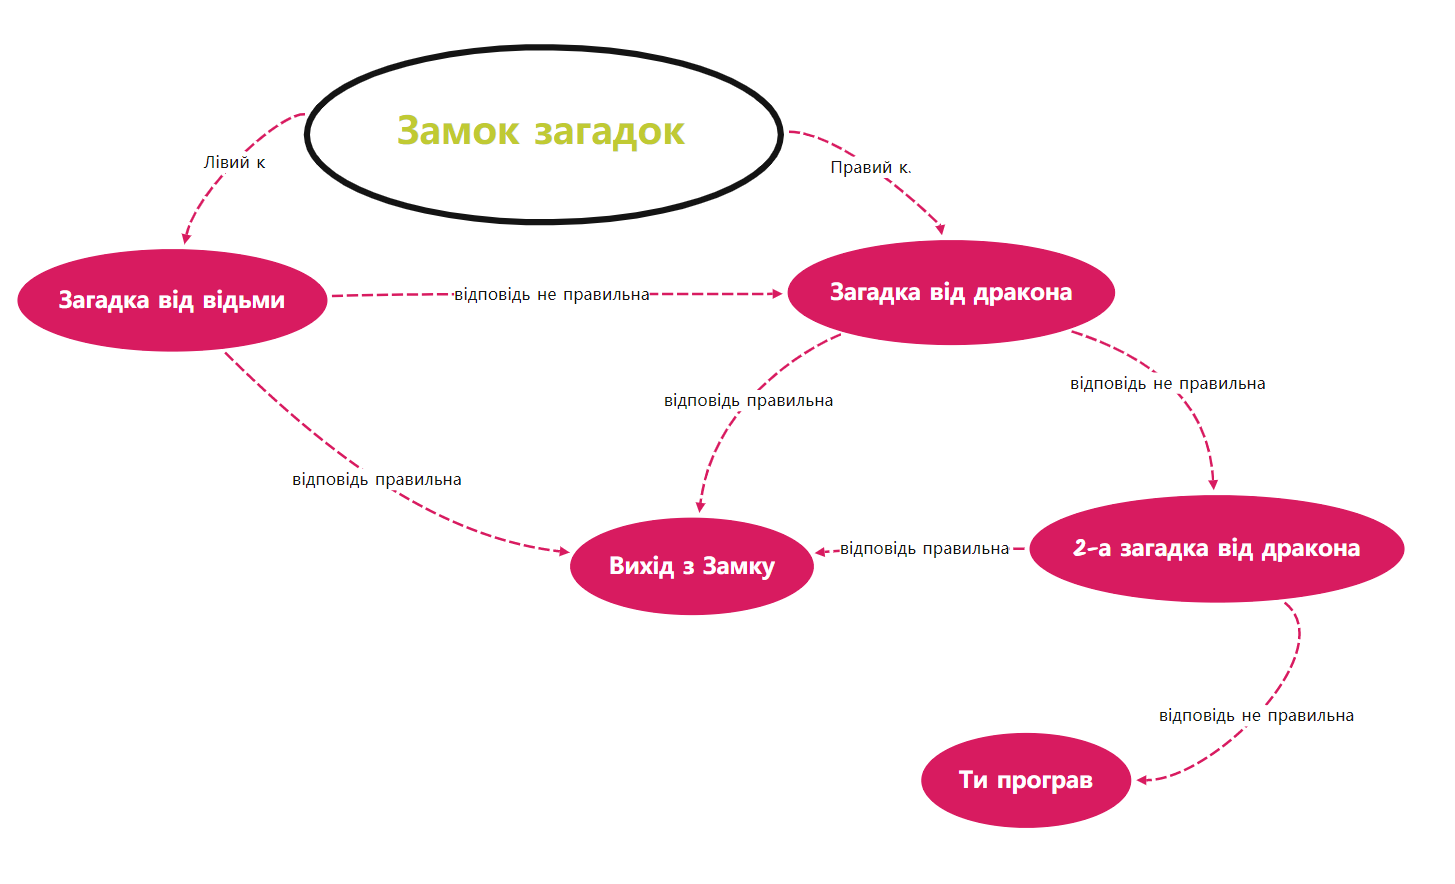 Замок загадок
Лівий к
Правий к.
Загадка від відьми
відповідь не правильна
Загадка від дракона
відповідь правильна
відповідь не правильна
відповідь правильна
Вихід з Замку
відповідь правильна
2-а загадка від дракона
відповідь не правильна
Ти програв